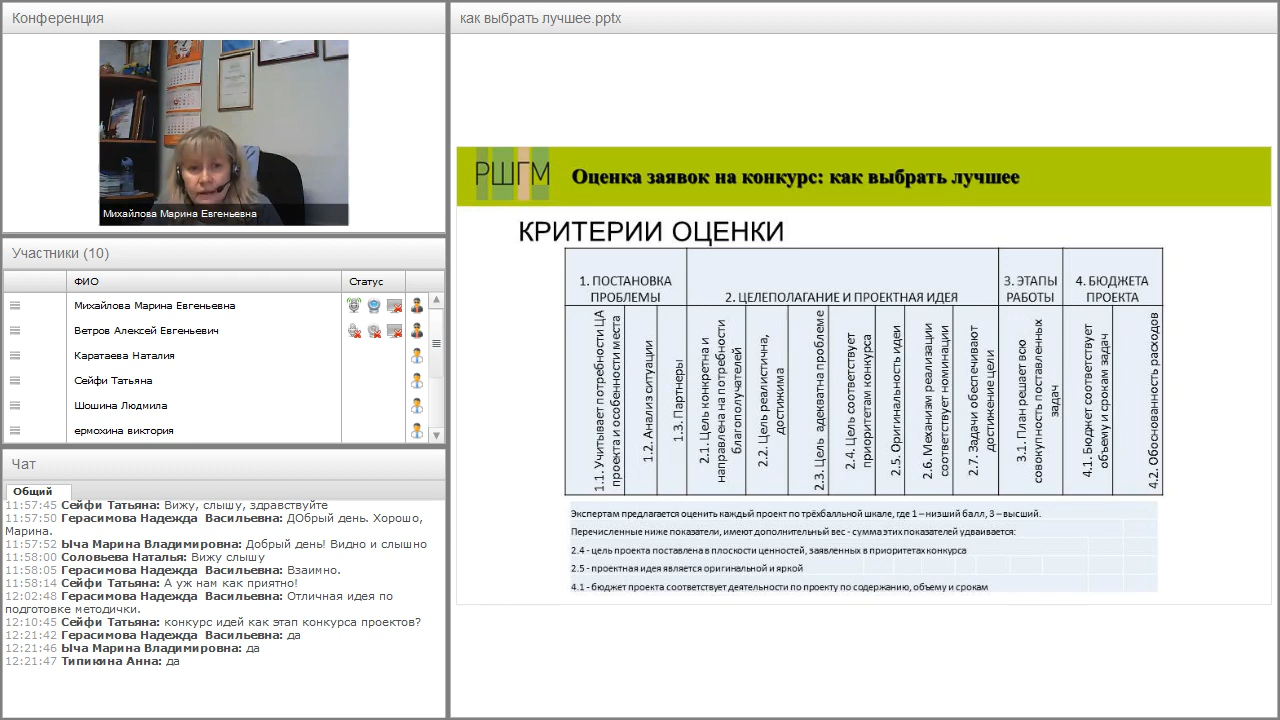 Конференция
Михайлова Марина Евгеньевна
Участники (10)
ФИО
Статус
Михайлова Марина Евгеньевна
Ветров Алексей Евгеньевич
Каратаева Наталия
Сейфи Татьяна
Шошина Людмила
ермохина виктория
Чат
Общий
11:57:45 Сейфи Татьяна: Вижу, слышу, здравствуйте
11:57:50 Герасимова Надежда Васильевна: ДОбрый день. Хорошо,
Марина.
11:57:52 Ыча Марина Владимировна: Добрый день! Видно и слышно
11:58:00 Соловьева Наталья: Вижу слышу
11:58:05 Герасимова Надежда Васильевна: Взаимно.
11:58:14 Сейфи Татьяна: А уж нам как приятно!
12:02:48 Герасимова Надежда Васильевна: Отличная идея по
подготовке методички.
12:10:45 Сейфи Татьяна: конкурс идей как этап конкурса проектов?
12:21:42 Герасимова Надежда Васильевна: да
12:21:46 Ыча Марина Владимировна: да
12:21:47 Типикина Анна: да
как выбрать лучшее.pptx
РШГМ
Оценка заявок на конкурс: как выбрать лучшее
КРИТЕРИИ ОЦЕНКИ
1. ПОСТАНОВКА
ПРОБЛЕМЫ
2. ЦЕЛЕПОЛАГАНИЕ И ПРОЕКТНАЯ ИДЕЯ
3. ЭТАПЫ
РАБОТЫ
4. БЮДЖЕТА
ПРОЕКТА
1.1. Учитывает потребности ЦА
проекта и особенности места
1.2. Анализ ситуации
1.3. Партнеры
2.1. Цель конкретна и
направлена на потребности
благополучателей
2.2. Цель реалистична,
достижима
2.3. Цель адекватна проблеме
2.4. Цель соответствует
приоритетам конкурса
2.5. Оригинальность идеи
2.6. Механизм реализации
соответствует номинации
2.7. Задачи обеспечивают
достижение цели
3.1. План решает всю
совокупность поставленных
задач
4.1. Бюджет соответствует
объему и срокам задач
4.2. Обоснованность расходов
Экспертам предлагается оценить каждый проект по трёхбалльной шкале, где 1 – низший балл, 3 – высший.
Перечисленные ниже показатели, имеют дополнительный вес - сумма этих показателей удваивается:
2.4 - цель проекта поставлена в плоскости ценностей, заявленных в приоритетах конкурса
2.5 - проектная идея является оригинальной и яркой
4.1 - бюджет проекта соответствует деятельности по проекту по содержанию, объему и срокам